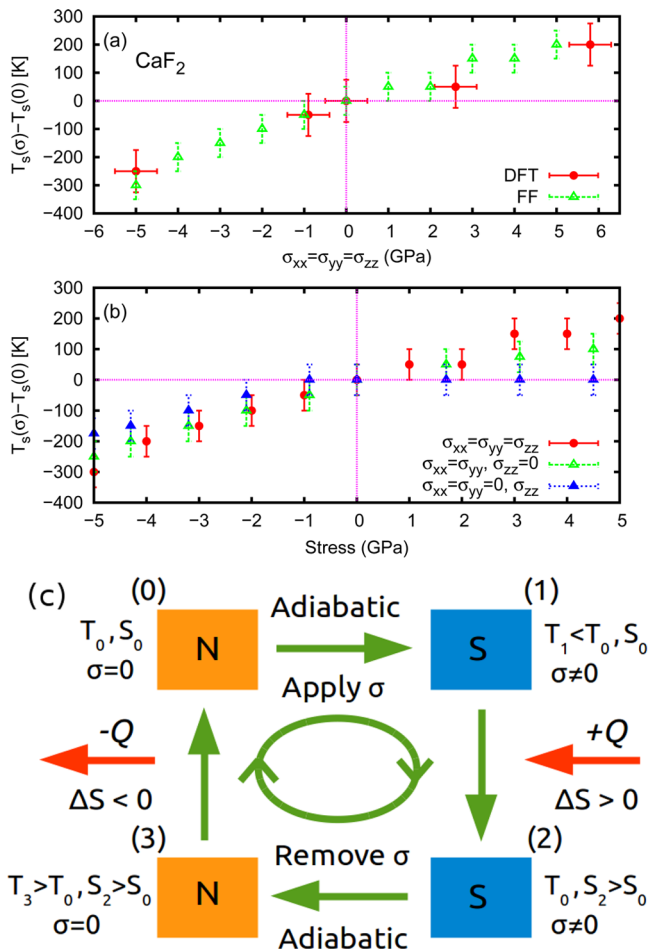 (a)
CaF2
300
200
100
0
−100
−200
−300
−400
Ts(σ)−Ts(0) [K]
DFT
FF
−6 −5 −4 −3 −2 −1 0 1 2 3 4 5 6
σxx=σyy=σzz (GPa)
(b)
300
200
100
0
−100
−200
−300
−400
Ts(σ)−Ts(0) [K]
σxx=σyy=σzz
σxx=σyy, σzz=0
σxx=σyy=0, σzz
−5 −4 −3 −2 −1 0 1 2 3 4 5
Stress (GPa)
(c)
(0)
Adiabatic
(1)
T0, S0
σ=0
N
S
T1<T0, S0
σ≠0
Apply σ
-Q
+Q
ΔS < 0
ΔS > 0
(3)
Remove σ
(2)
T3>T0, S2>S0
σ=0
N
S
T0, S2>S0
σ≠0
Adiabatic